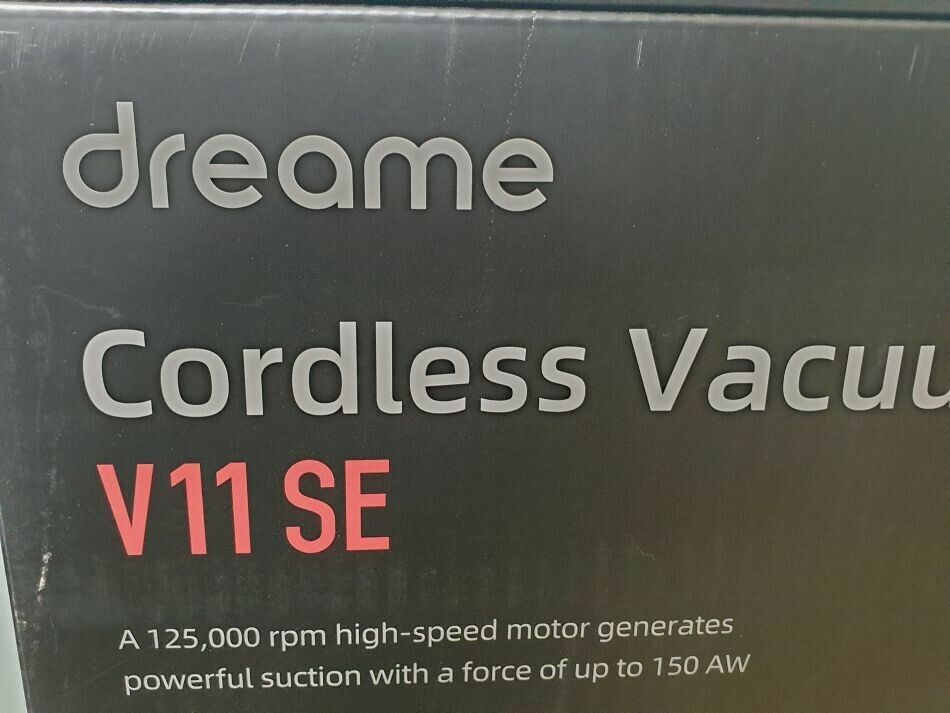 dreame
Cordless Vacuu
V11 SE
A 125,000 rpm high-speed motor generates
powerful suction with a force of up to 150 AW